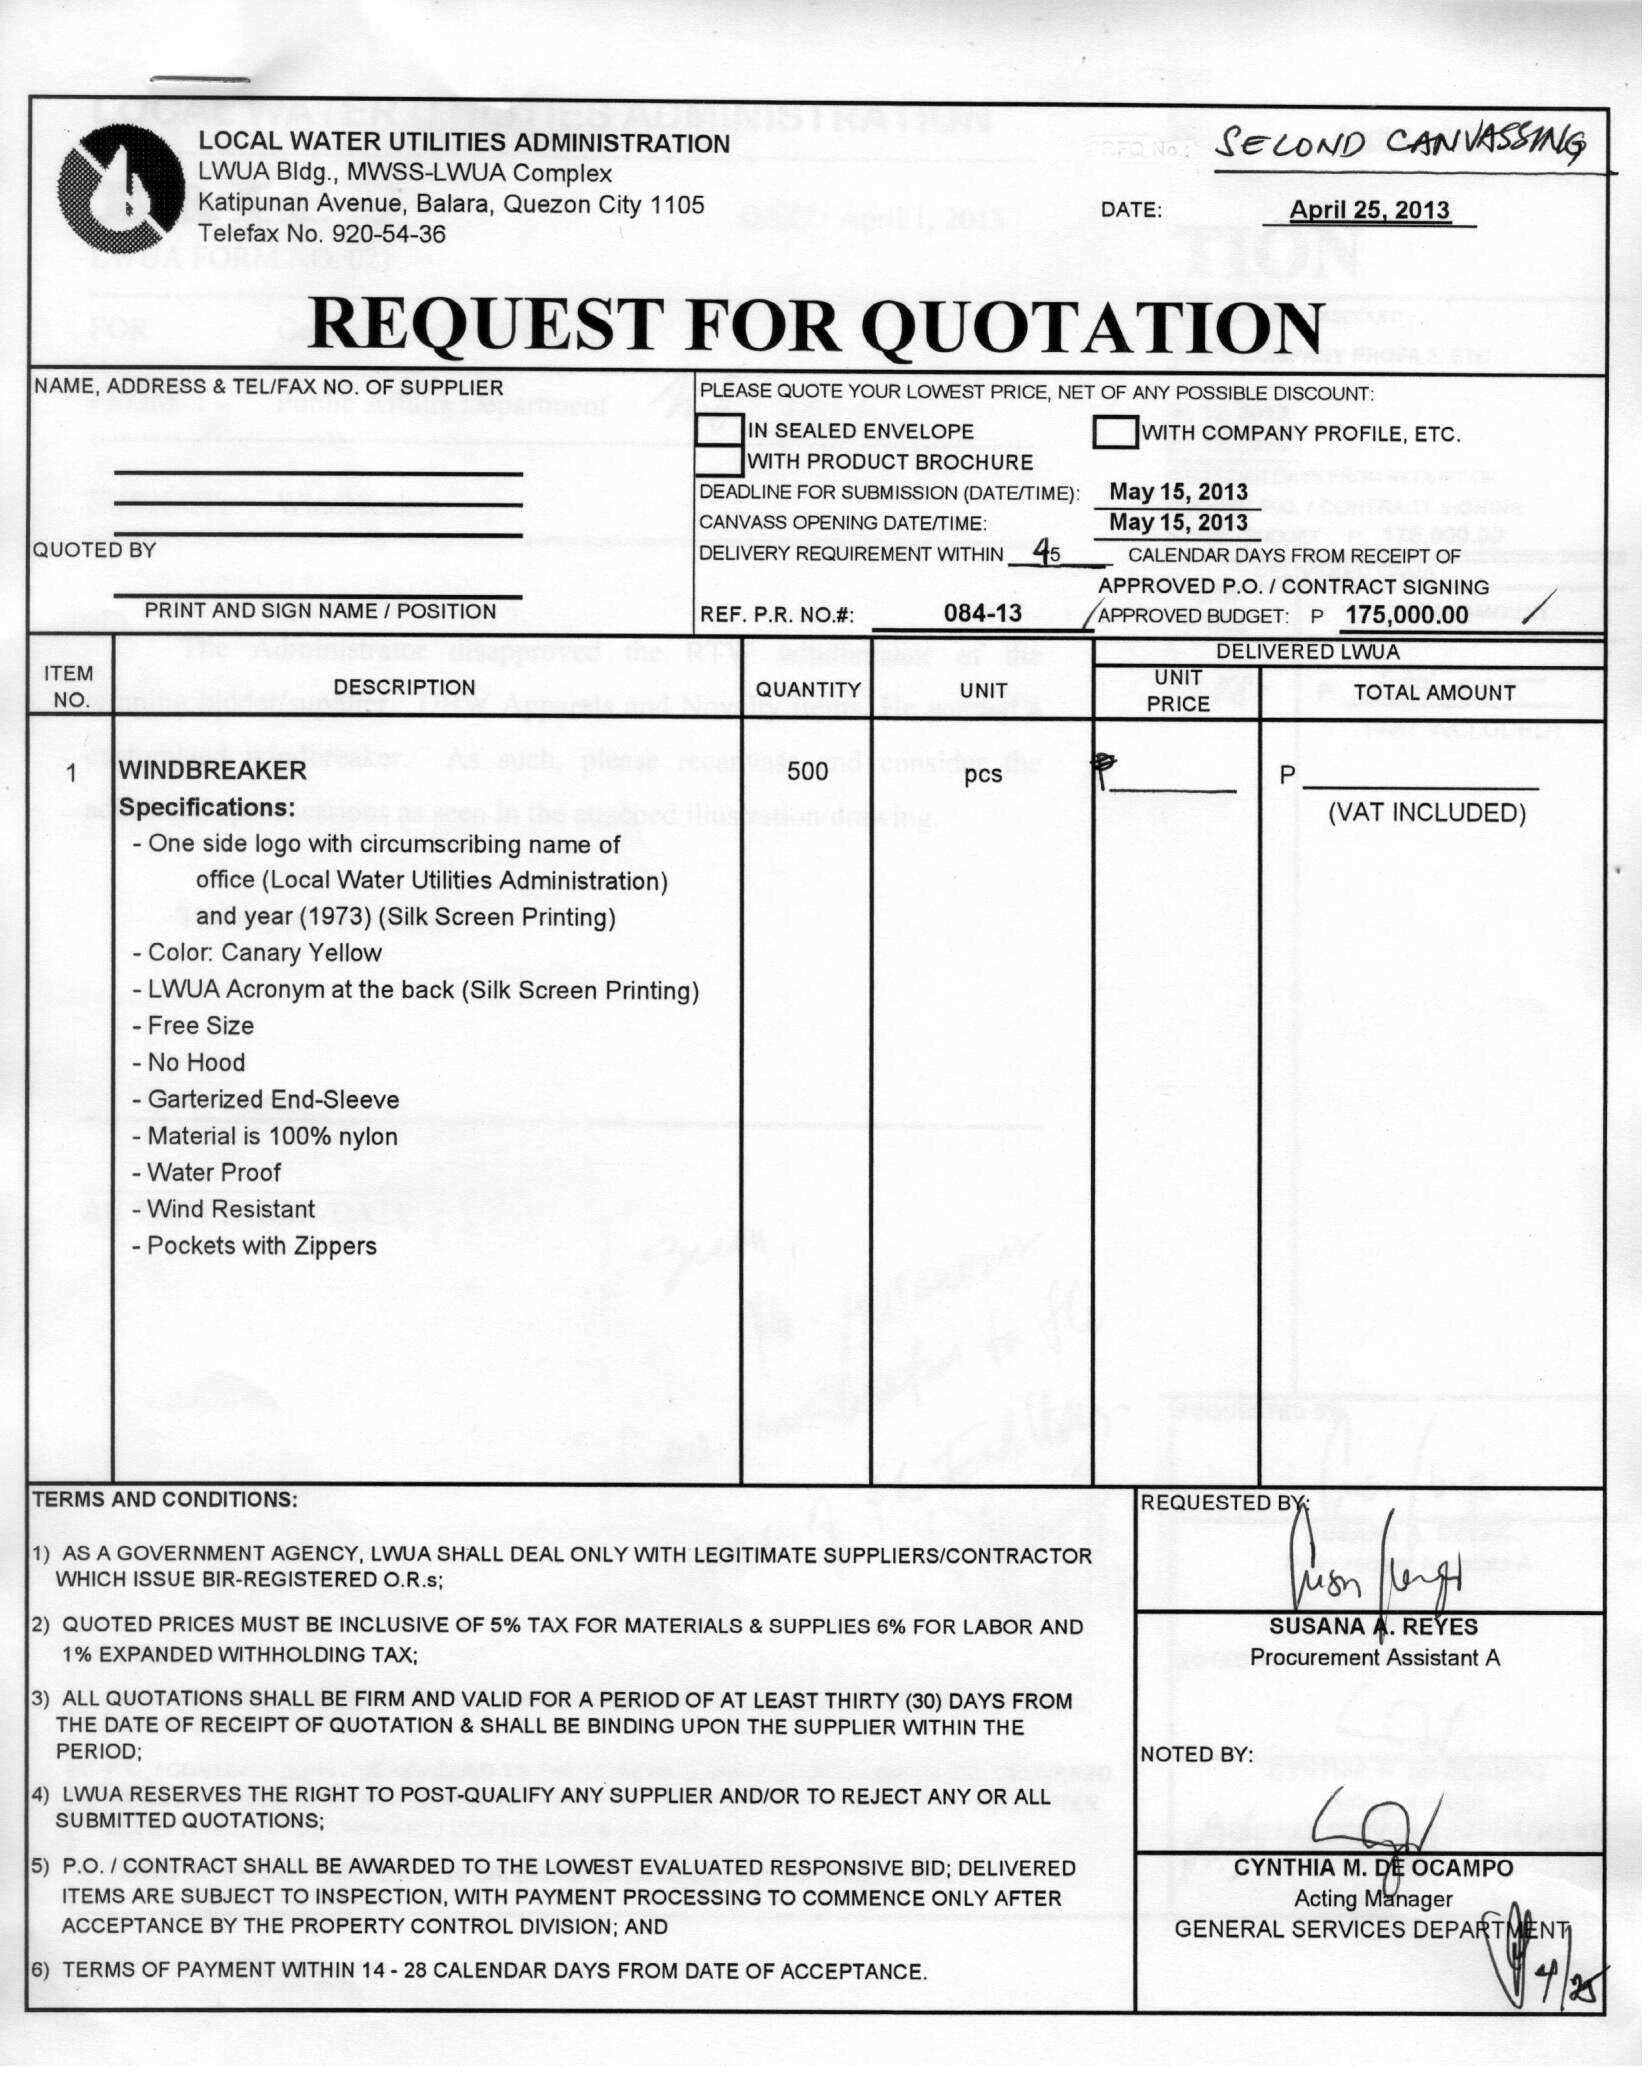 LOCAL WATER UTILITIES ADMINISTRATION
LWUA Bldg., MWSS-LWUA Complex
Katipunan Avenue, Balara, Quezon City 1105
Telefax No. 920-54-36
SECOND CANVASSING
DATE: April 25, 2013
REQUEST FOR QUOTATION
NAME, ADDRESS & TEL/FAX NO. OF SUPPLIER
QUOTED BY
PRINT AND SIGN NAME / POSITION
PLEASE QUOTE YOUR LOWEST PRICE, NET OF ANY POSSIBLE DISCOUNT:
IN SEALED ENVELOPE
WITH COMPANY PROFILE, ETC.
WITH PRODUCT BROCHURE
DEADLINE FOR SUBMISSION (DATE/TIME): May 15, 2013
CANVASS OPENING DATE/TIME: May 15, 2013
DELIVERY REQUIREMENT WITHIN 45 CALENDAR DAYS FROM RECEIPT OF
APPROVED P.O. / CONTRACT SIGNING
REF. P.R. NO.#: 084-13 APPROVED BUDGET: P 175,000.00
DELIVERED LWUA
ITEM NO. DESCRIPTION QUANTITY UNIT UNIT PRICE TOTAL AMOUNT
1 WINDBREAKER 500 pcs P P
(VAT INCLUDED)
Specifications:
- One side logo with circumscribing name of
office (Local Water Utilities Administration)
and year (1973) (Silk Screen Printing)
- Color: Canary Yellow
- LWUA Acronym at the back (Silk Screen Printing)
- Free Size
- No Hood
- Garterized End-Sleeve
- Material is 100% nylon
- Water Proof
- Wind Resistant
- Pockets with Zippers
TERMS AND CONDITIONS:
1) AS A GOVERNMENT AGENCY, LWUA SHALL DEAL ONLY WITH LEGITIMATE SUPPLIERS/CONTRACTOR
WHICH ISSUE BIR-REGISTERED O.R.s;
2) QUOTED PRICES MUST BE INCLUSIVE OF 5% TAX FOR MATERIALS & SUPPLIES 6% FOR LABOR AND
1% EXPANDED WITHHOLDING TAX;
3) ALL QUOTATIONS SHALL BE FIRM AND VALID FOR A PERIOD OF AT LEAST THIRTY (30) DAYS FROM
THE DATE OF RECEIPT OF QUOTATION & SHALL BE BINDING UPON THE SUPPLIER WITHIN THE
PERIOD;
4) LWUA RESERVES THE RIGHT TO POST-QUALIFY ANY SUPPLIER AND/OR TO REJECT ANY OR ALL
SUBMITTED QUOTATIONS;
5) P.O. / CONTRACT SHALL BE AWARDED TO THE LOWEST EVALUATED RESPONSIVE BID; DELIVERED
ITEMS ARE SUBJECT TO INSPECTION, WITH PAYMENT PROCESSING TO COMMENCE ONLY AFTER
ACCEPTANCE BY THE PROPERTY CONTROL DIVISION; AND
6) TERMS OF PAYMENT WITHIN 14 - 28 CALENDAR DAYS FROM DATE OF ACCEPTANCE.
REQUESTED BY:
SUSANA A. REYES
Procurement Assistant A
NOTED BY:
CYNTHIA M. DE OCAMPO
Acting Manager
GENERAL SERVICES DEPARTMENT
4/25